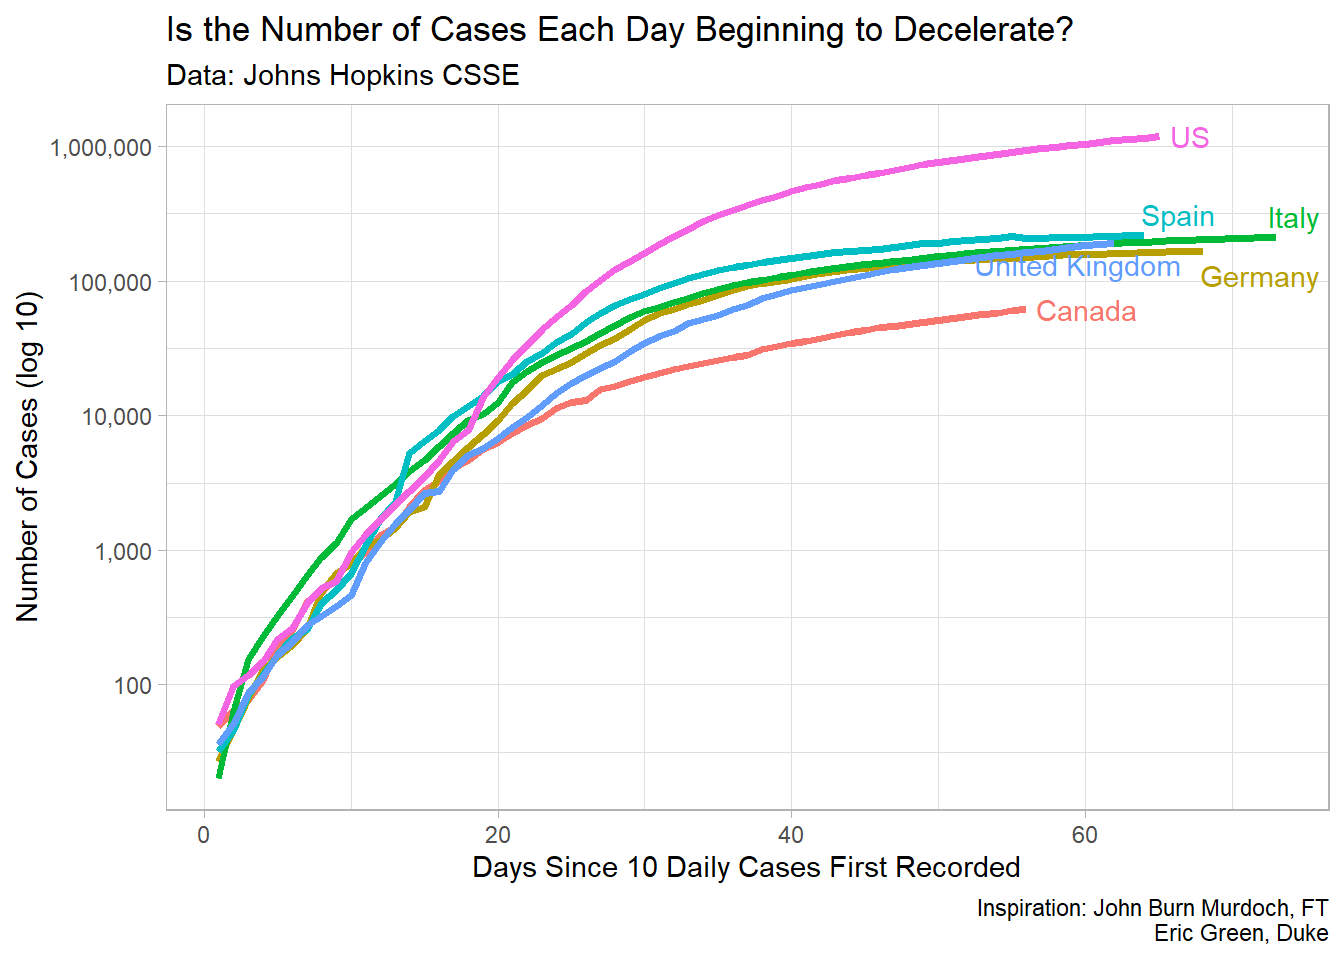 Is the Number of Cases Each Day Beginning to Decelerate?
Data: Johns Hopkins CSSE
Number of Cases (log 10)
1,000,000
100,000
10,000
1,000
100
US
Spain
Italy
United Kingdom
Germany
Canada
0 20 40 60
Days Since 10 Daily Cases First Recorded
Inspiration: John Burn Murdoch, FT
Eric Green, Duke